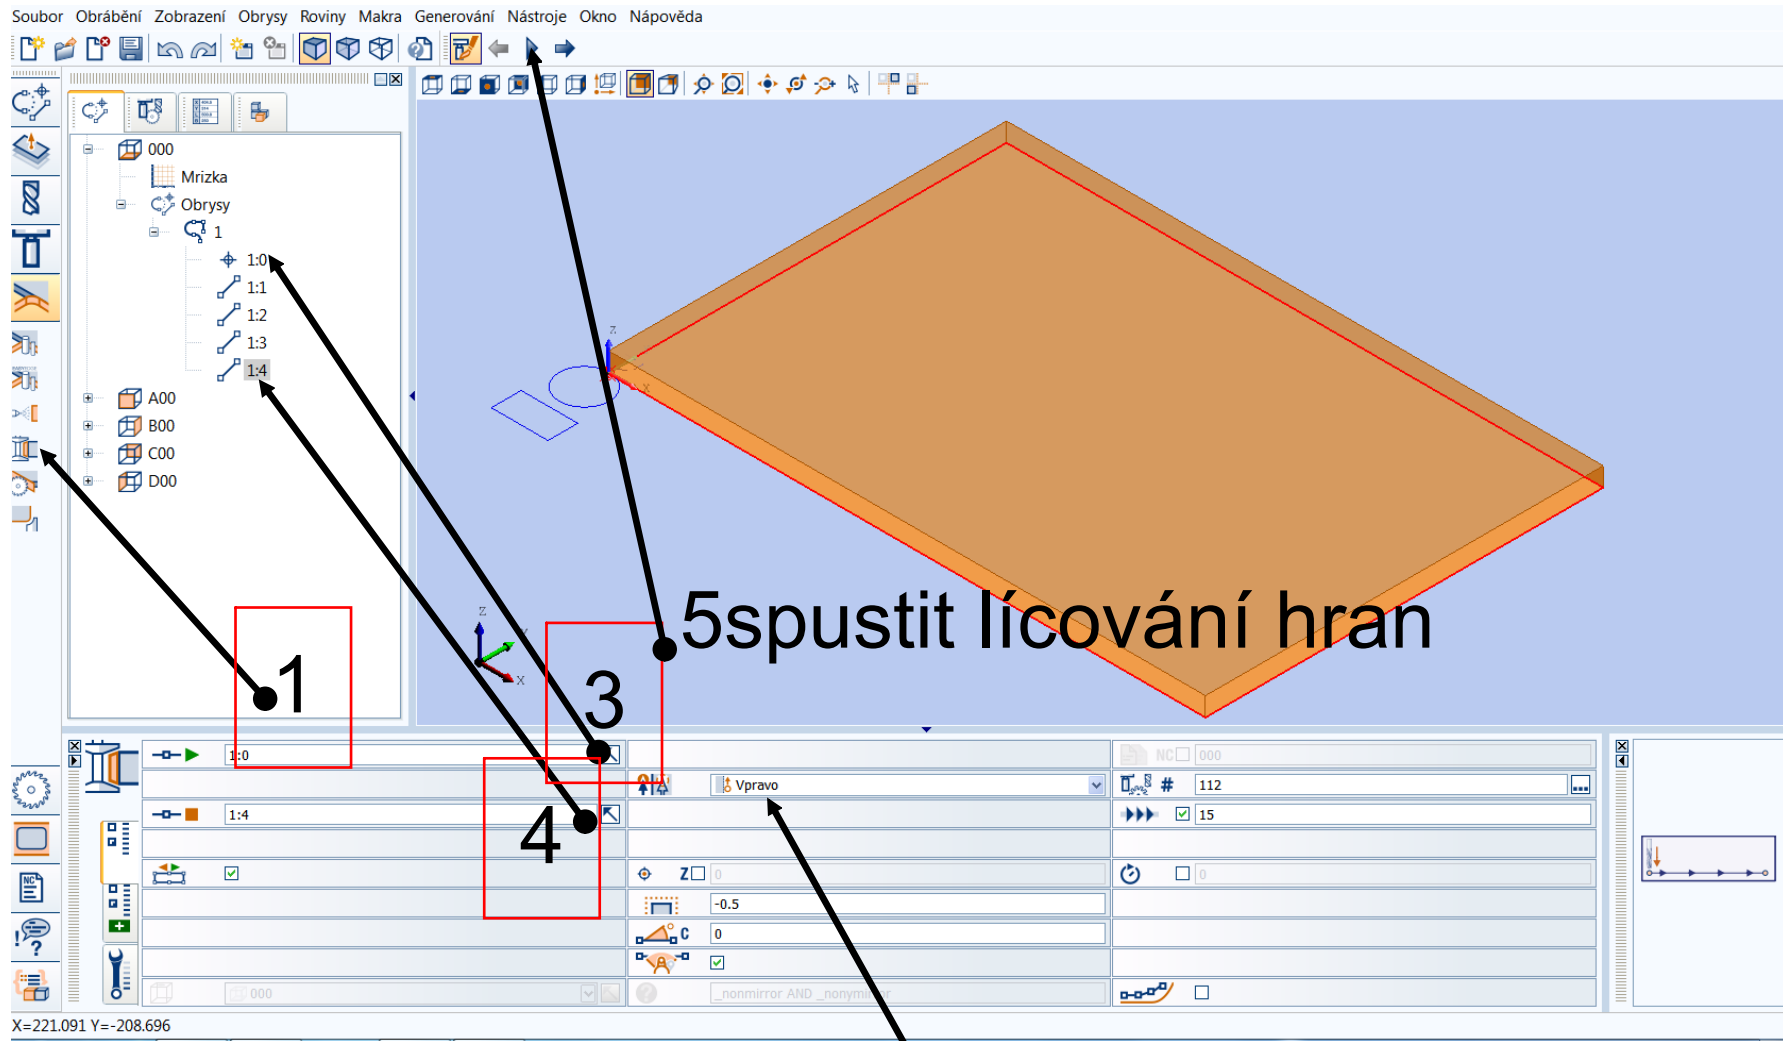 Soubor Obrábění Zobrazení Obrysy Roviny Makra Generování Nástroje Okno Nápověda
000
Mrizka
Obrysy
1
1:0
1:1
1:2
1:3
1:4
A00
B00
C00
D00
z
x
5spustit lícování hran
1
3
4
z
Y
x
1:0
NC 000
Vpravo
# 112
1:4
15
Z 0
0
-0.5
C 0
000
_nonmirror AND _nonymirror
NC
X=221.091 Y=-208.696